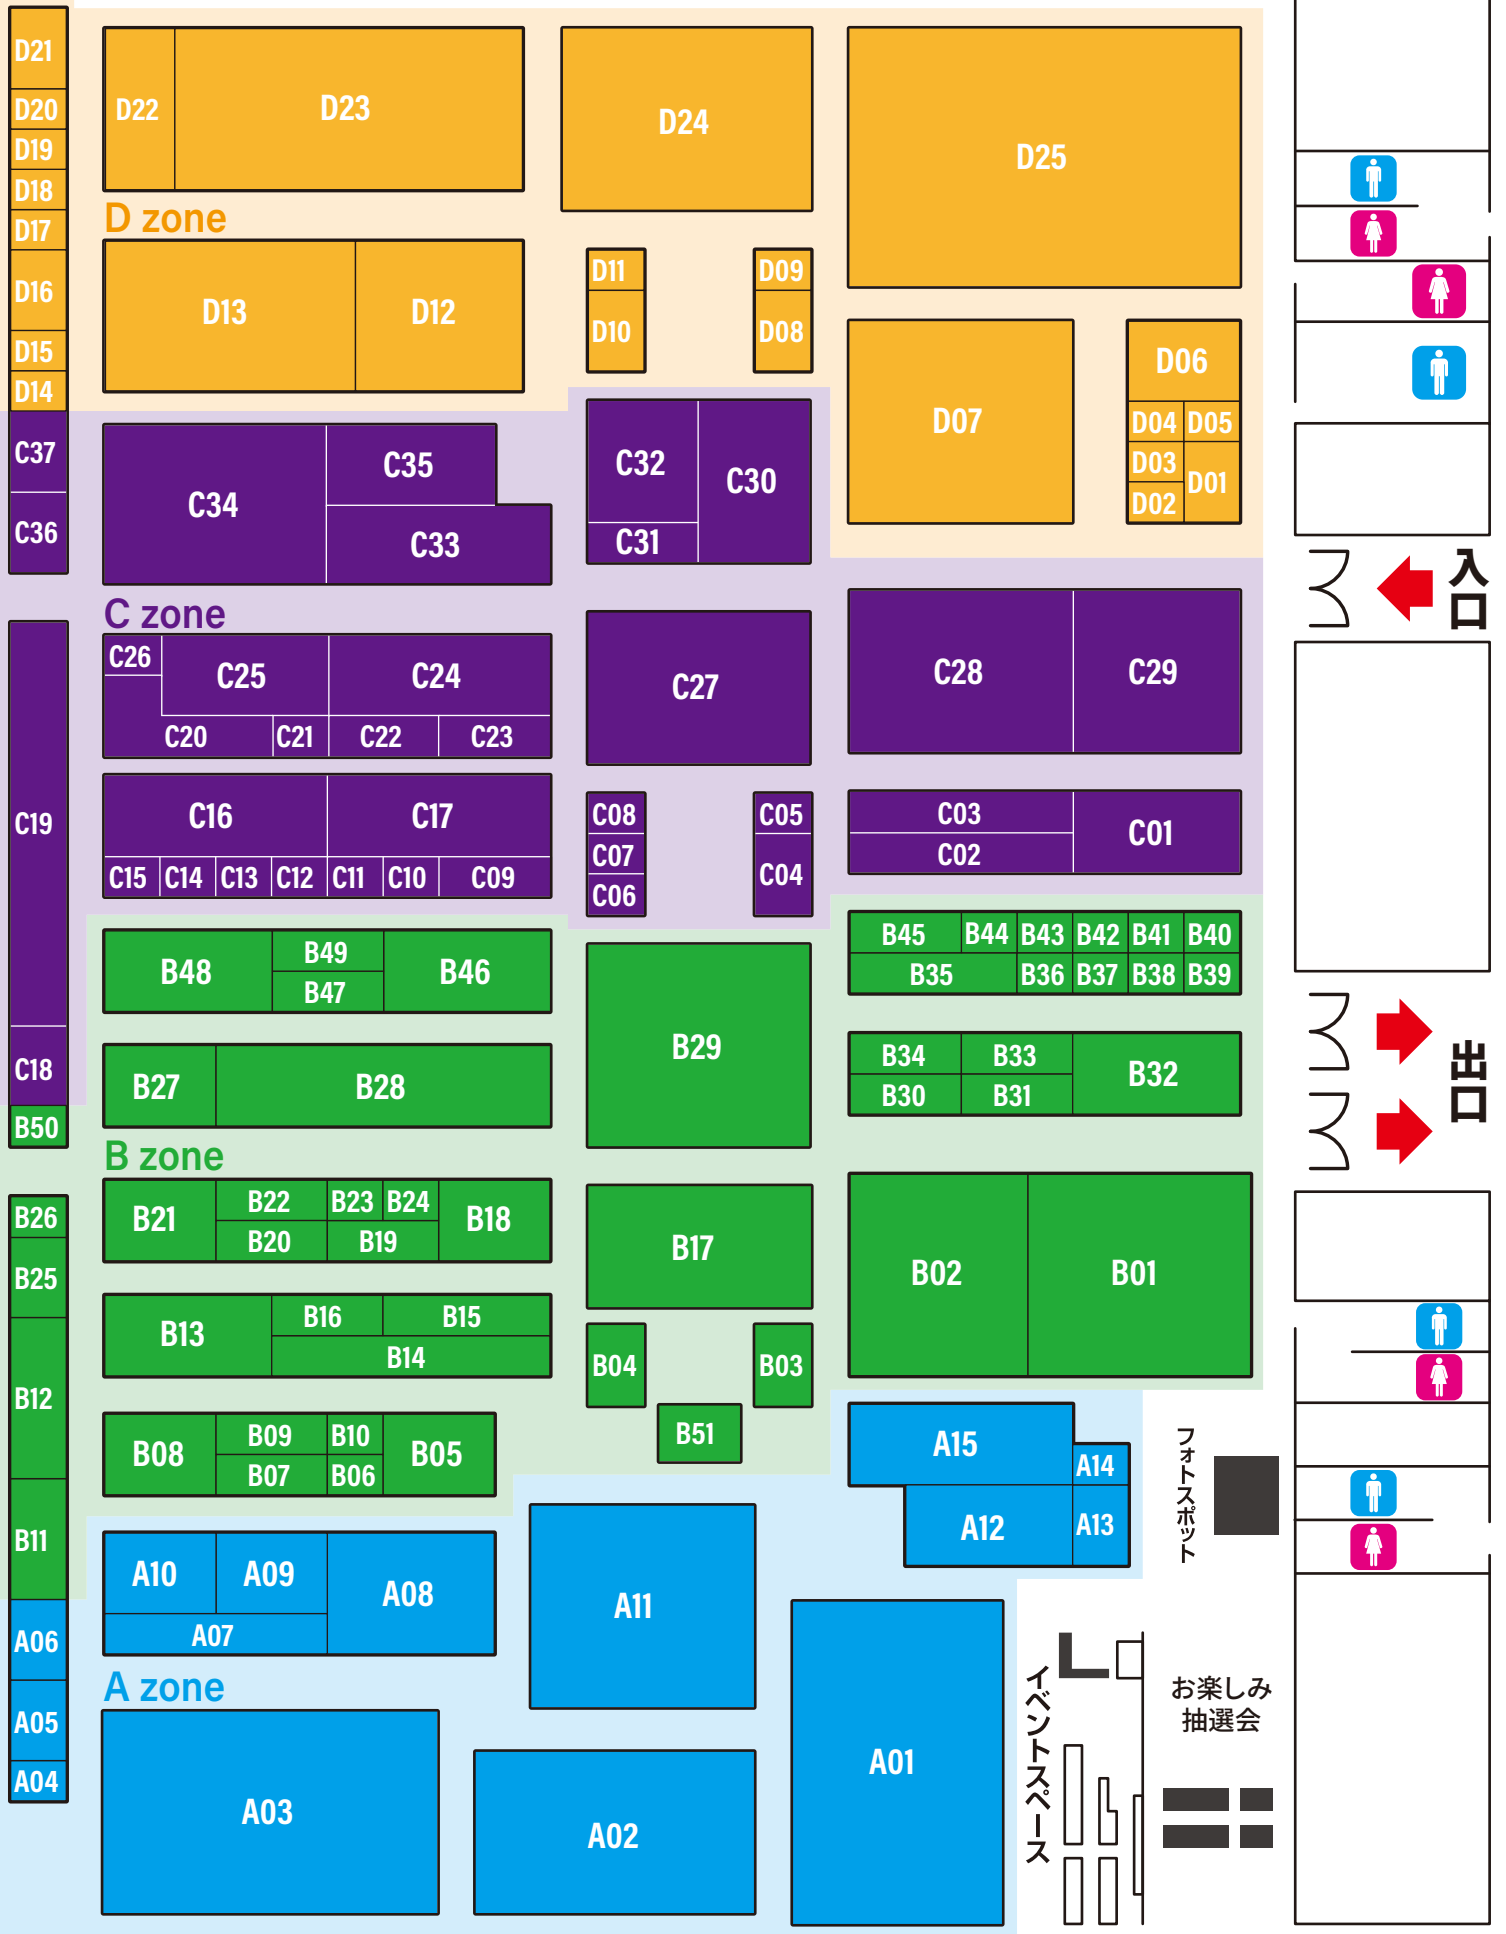 D21
D20
D19
D18
D17
D16
D15
D14
D22
D23
D24
D25
D zone
D13
D12
D11
D10
D09
D08
D07
D06
D04
D05
D03
D01
D02
C37
C36
C34
C35
C33
C32
C30
C31
入口
C zone
C26
C25
C24
C20
C21
C22
C23
C27
C28
C29
C19
C18
C16
C17
C15
C14
C13
C12
C11
C10
C09
C08
C07
C06
C05
C04
C03
C02
C01
B50
B48
B49
B47
B46
B45
B44
B43
B42
B41
B40
B35
B36
B37
B38
B39
B27
B28
B29
B34
B33
B30
B31
B32
出口
B zone
B26
B25
B12
B11
B21
B22
B23
B24
B20
B19
B18
B17
B02
B01
B13
B16
B15
B14
B04
B03
B51
B08
B09
B10
B07
B06
B05
A15
A14
A12
A13
フォトスポット
A10
A09
A08
A07
A11
A06
A05
A04
A zone
A03
A02
A01
イベントスペース
お楽しみ
抽選会